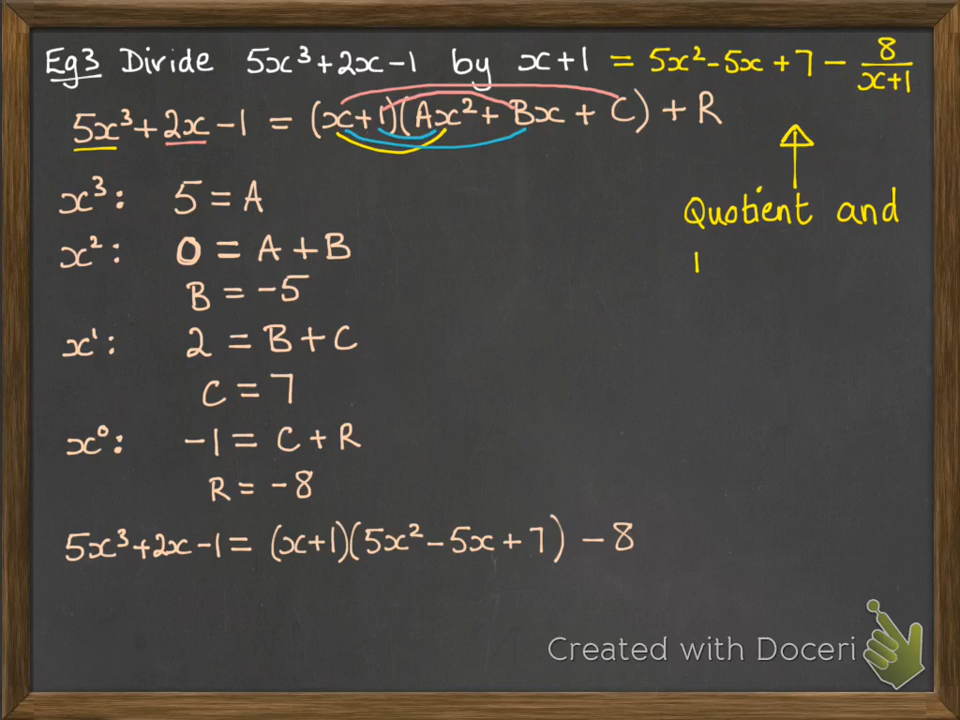 Eg3 Divide 5x³+2x-1 by x+1 = 5x²-5x+7 - 8/(x+1)
5x³+2x-1 = (x+1)(Ax²+Bx+C)+R
x³: 5=A
x²: 0=A+B
B=-5
x¹: 2=B+C
C=7
x⁰: -1=C+R
R=-8
5x³+2x-1=(x+1)(5x²-5x+7)-8
Quotient and
Created with Doceri